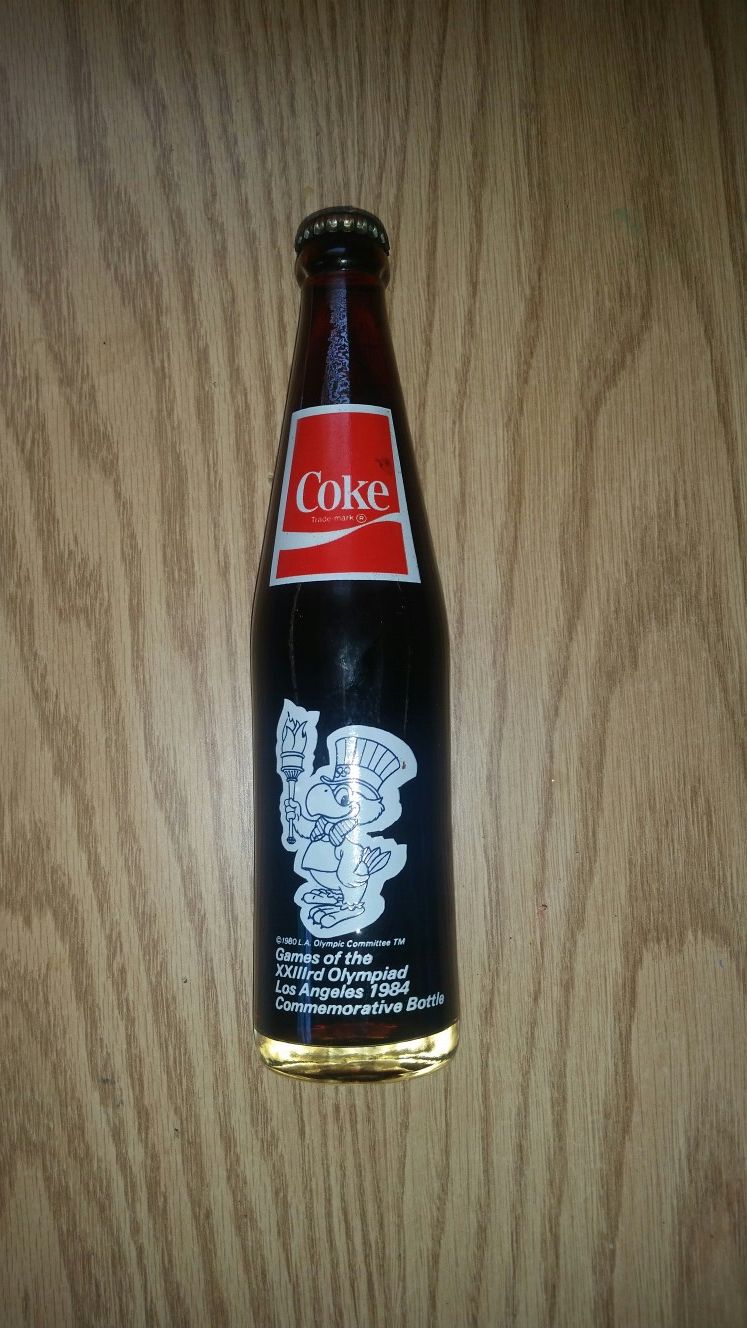 Coke
Trade-mark ®
©1980 L.A. Olympic Committee TM
Games of the
XXIIIrd Olympiad
Los Angeles 1984
Commemorative Bottle